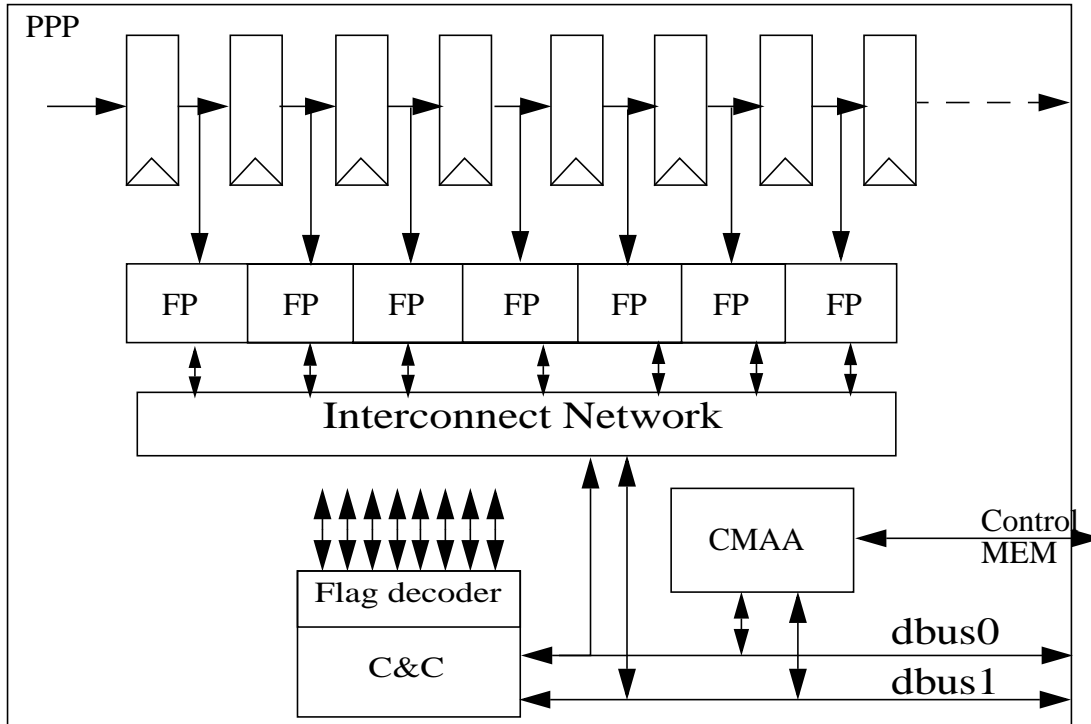 PPP
FP FP FP FP FP FP FP
Interconnect Network
CMAA
Control
MEM
Flag decoder
C&C
dbus0
dbus1